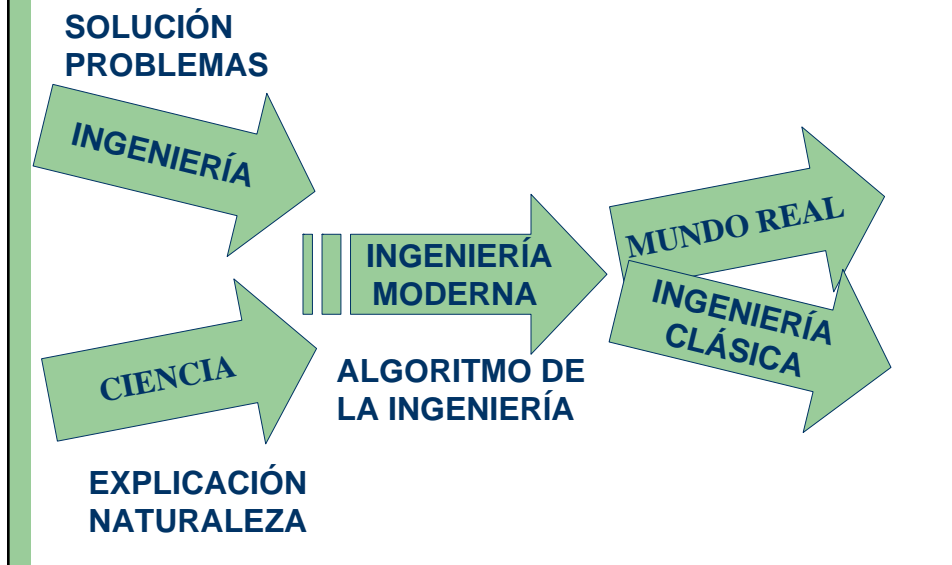 SOLUCIÓN
PROBLEMAS
INGENIERÍA
CIENCIA
EXPLICACIÓN
NATURALEZA
INGENIERÍA
MODERNA
ALGORITMO DE
LA INGENIERÍA
MUNDO REAL
INGENIERÍA
CLÁSICA